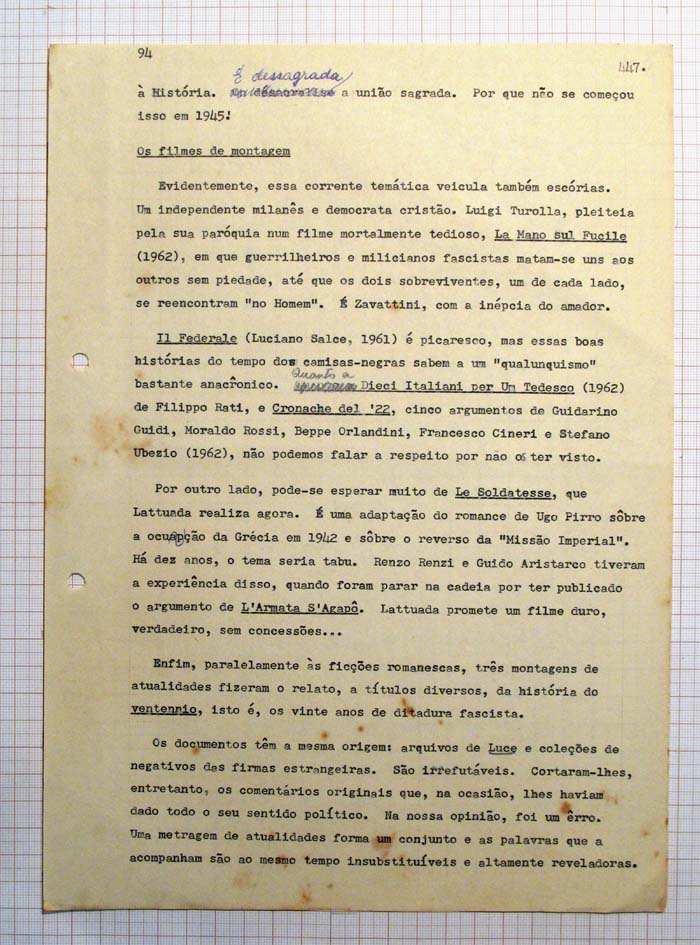 94
447.
É dessagrada
à História. a união sagrada. Por que não se começou
isso em 1945!
Os filmes de montagem
Evidentemente, essa corrente temática veicula também escórias.
Um independente milanês e democrata cristão. Luigi Turolla, pleiteia
pela sua paróquia num filme mortalmente tedioso, La Mano sul Fucile
(1962), em que guerrilheiros e milicianos fascistas matam-se uns aos
outros sem piedade, até que os dois sobreviventes, um de cada lado,
se reencontram "no Homem". É Zavattini, com a inépcia do amador.
Il Federale (Luciano Salce, 1961) é picaresco, mas essas boas
histórias do tempo dos camisas-negras sabem a um "qualunquismo"
Quanto a
bastante anacrônico. Dieci Italiani per Um Tedesco (1962)
de Filippo Rati, e Cronache del '22, cinco argumentos de Guidarino
Guidi, Moraldo Rossi, Beppe Orlandini, Francesco Cineri e Stefano
Ubezio (1962), não podemos falar a respeito por não os ter visto.
Por outro lado, pode-se esperar muito de Le Soldatesse, que
Lattuada realiza agora. É uma adaptação do romance de Ugo Pirro sôbre
a ocupação da Grécia em 1942 e sôbre o reverso da "Missão Imperial".
Há dez anos, o tema seria tabu. Renzo Renzi e Guido Aristarco tiveram
a experiência disso, quando foram parar na cadeia por ter publicado
o argumento de L'Armata S'Agapô. Lattuada promete um filme duro,
verdadeiro, sem concessões...
Enfim, paralelamente às ficções romanescas, três montagens de
atualidades fizeram o relato, a títulos diversos, da história do
ventennio, isto é, os vinte anos de ditadura fascista.
Os documentos têm a mesma origem: arquivos de Luce e coleções de
negativos das firmas estrangeiras. São irrefutáveis. Cortaram-lhes,
entretanto, os comentários originais que, na ocasião, lhes haviam
dado todo o seu sentido político. Na nossa opinião, foi um êrro.
Uma metragem de atualidades forma um conjunto e as palavras que a
acompanham são ao mesmo tempo insubstituíveis e altamente reveladoras.